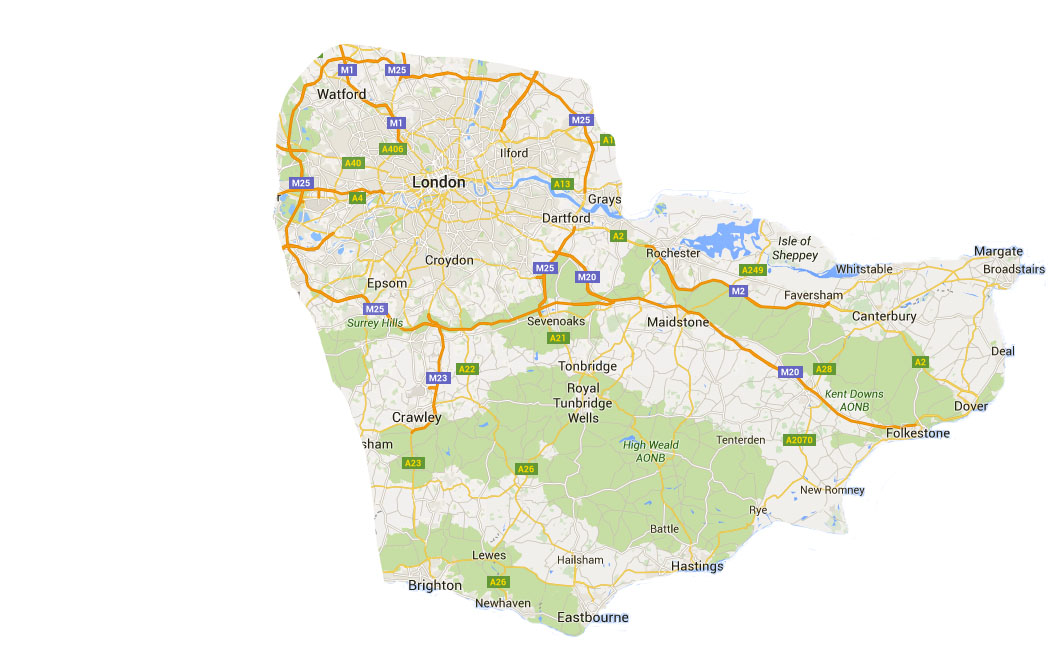 M1
M25
Watford
M1
M25
A406
A1
Ilford
A40
M25
London
A13
A4
Grays
r
Dartford
A2
Isle of
Sheppey
Rochester
Margate
Croydon
M25
A249
Whitstable
Broadstairs
M20
Epsom
M2
Faversham
M25
Canterbury
Surrey Hills
Sevenoaks
Maidstone
A21
Deal
A22
Tonbridge
A28
A2
M23
M20
Royal
Tunbridge
Wells
Kent Downs
AONB
Dover
Crawley
Folkestone
sham
High Weald
AONB
Tenterden
A2070
A23
A26
New Romney
Rye
Battle
Lewes
Hailsham
Hastings
Brighton
A26
Newhaven
Eastbourne